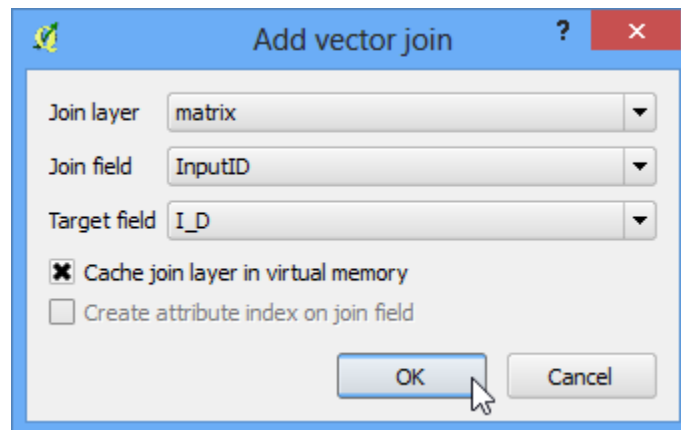 Add vector join ? ×
Join layer matrix
Join field InputID
Target field I_D
Cache join layer in virtual memory
Create attribute index on join field
OK Cancel